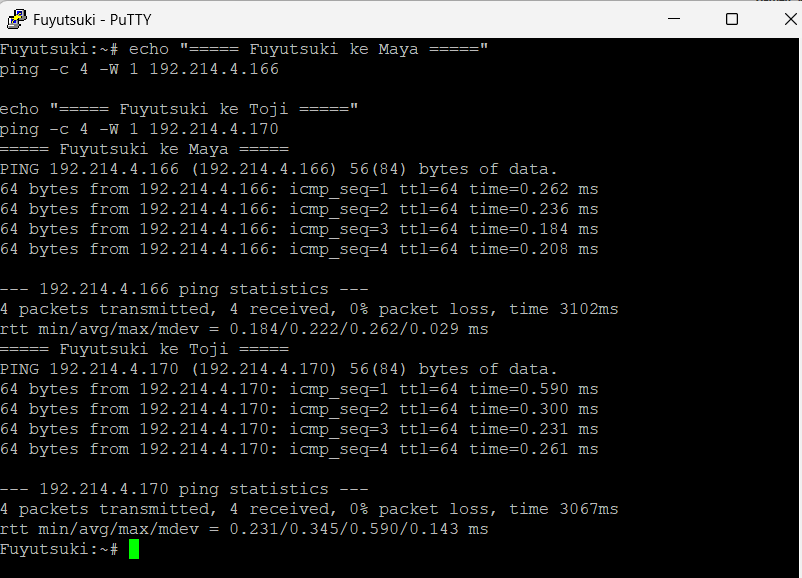 Fuyutsuki - PuTTY
Fuyutsuki:~# echo "===== Fuyutsuki ke Maya ====="
ping -c 4 -W 1 192.214.4.166

echo "===== Fuyutsuki ke Toji ====="
ping -c 4 -W 1 192.214.4.170
===== Fuyutsuki ke Maya =====
PING 192.214.4.166 (192.214.4.166) 56(84) bytes of data.
64 bytes from 192.214.4.166: icmp_seq=1 ttl=64 time=0.262 ms
64 bytes from 192.214.4.166: icmp_seq=2 ttl=64 time=0.236 ms
64 bytes from 192.214.4.166: icmp_seq=3 ttl=64 time=0.184 ms
64 bytes from 192.214.4.166: icmp_seq=4 ttl=64 time=0.208 ms

--- 192.214.4.166 ping statistics ---
4 packets transmitted, 4 received, 0% packet loss, time 3102ms
rtt min/avg/max/mdev = 0.184/0.222/0.262/0.029 ms
===== Fuyutsuki ke Toji =====
PING 192.214.4.170 (192.214.4.170) 56(84) bytes of data.
64 bytes from 192.214.4.170: icmp_seq=1 ttl=64 time=0.590 ms
64 bytes from 192.214.4.170: icmp_seq=2 ttl=64 time=0.300 ms
64 bytes from 192.214.4.170: icmp_seq=3 ttl=64 time=0.231 ms
64 bytes from 192.214.4.170: icmp_seq=4 ttl=64 time=0.261 ms

--- 192.214.4.170 ping statistics ---
4 packets transmitted, 4 received, 0% packet loss, time 3067ms
rtt min/avg/max/mdev = 0.231/0.345/0.590/0.143 ms
Fuyutsuki:~#